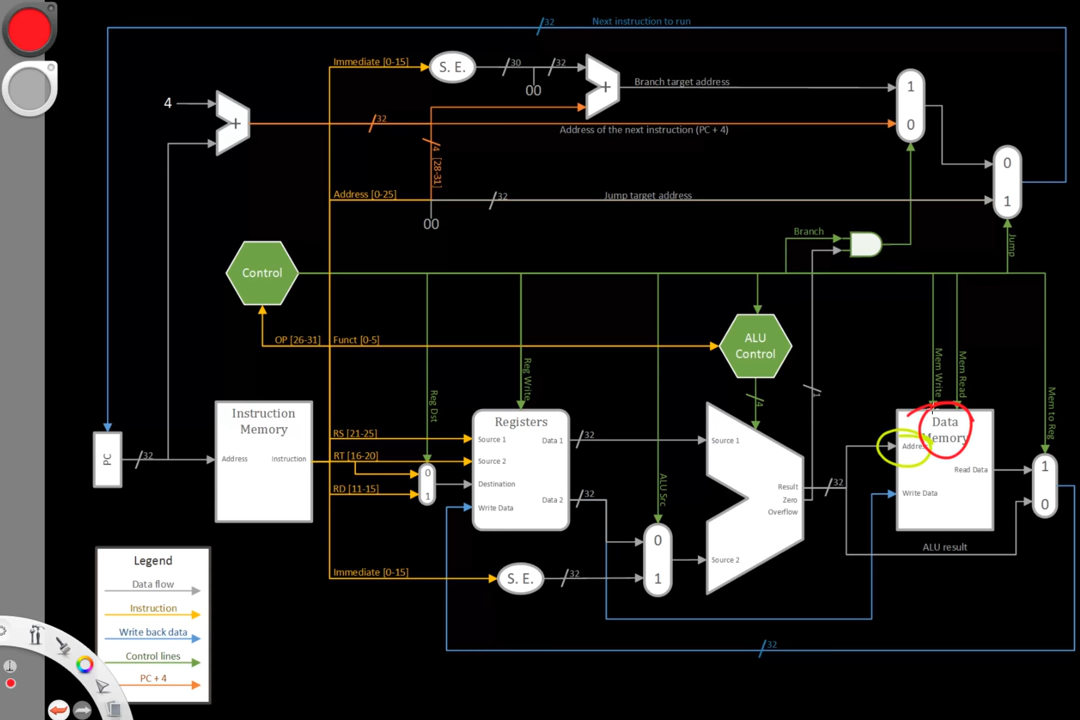 32
Next instruction to run
Immediate [0-15]
S. E.
30
32
00
+
Branch target address
1
0
4
+
32
Address of the next instruction (PC + 4)
4
[28-31]
0
1
Address [0-25]
32
Jump target address
00
Branch
Jump
Control
OP [26-31]
Funct [0-5]
ALU
Control
Reg Dst
Reg Write
4
1
Mem Write
Mem Read
Mem to Reg
Instruction
Memory
Address
Instruction
PC
32
RS [21-25]
RT [16-20]
RD [11-15]
0
1
Registers
Source 1
Data 1
Source 2
Destination
Data 2
Write Data
32
32
ALU Src
0
1
Source 1
Result
Zero
Overflow
Source 2
32
Data
Memory
Address
Read Data
Write Data
1
0
ALU result
Immediate [0-15]
S. E.
32
32
Legend
Data flow
Instruction
Write back data
Control lines
PC + 4